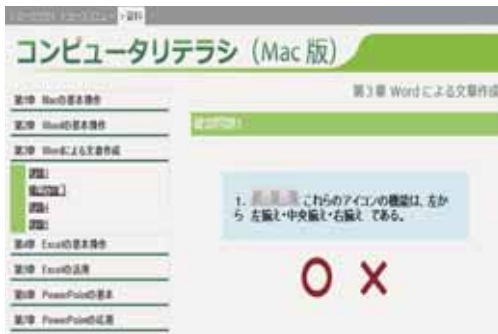 資料
コンピュータリテラシ（Mac 版）
第3章 Wordによる文章作成
第1章 Macの基本操作
第2章 Wordの基本操作
第3章 Wordによる文章作成
第4章 Excelの基本操作
第5章 Excelの活用
第6章 PowerPointの基本
第7章 PowerPointの応用
1. これらのアイコンの機能は、左か
ら 左揃え・中央揃え・右揃え である。
○ ×